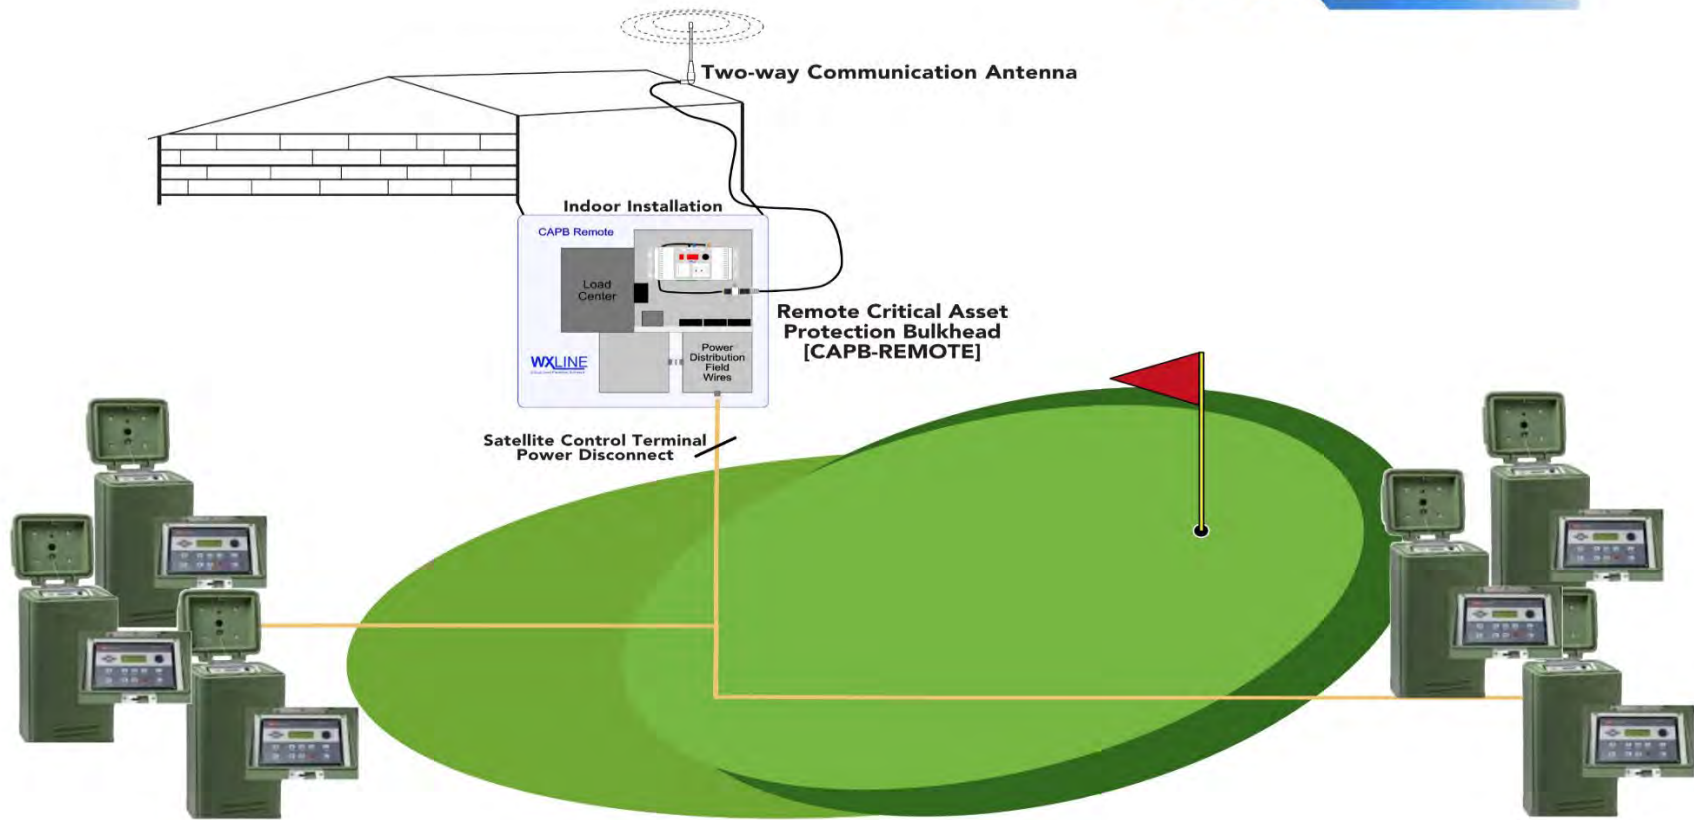 Two-way Communication Antenna
Indoor Installation
CAPB Remote
Load
Center
Remote Critical Asset
Protection Bulkhead
[CAPB-REMOTE]
Power
Distribution
Field
Wires
WXLINE
Satellite Control Terminal
Power Disconnect